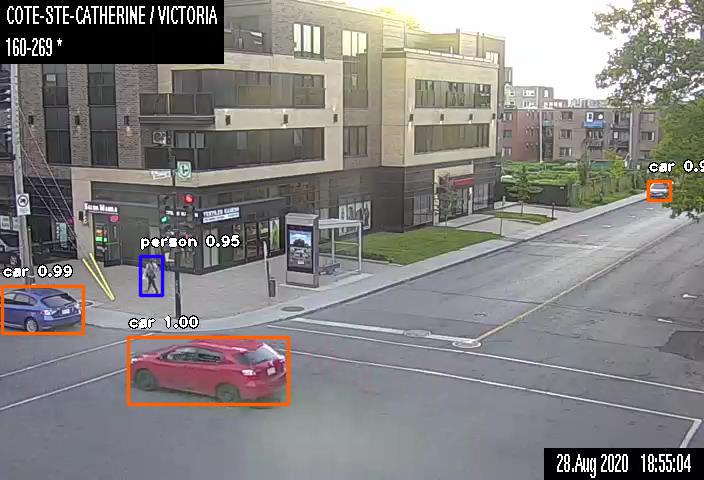 COTE-STE-CATHERINE / VICTORIA
160-269 *
car 0.9
person 0.95
car 0.99
car 1.00
28.Aug 2020 18:55:04